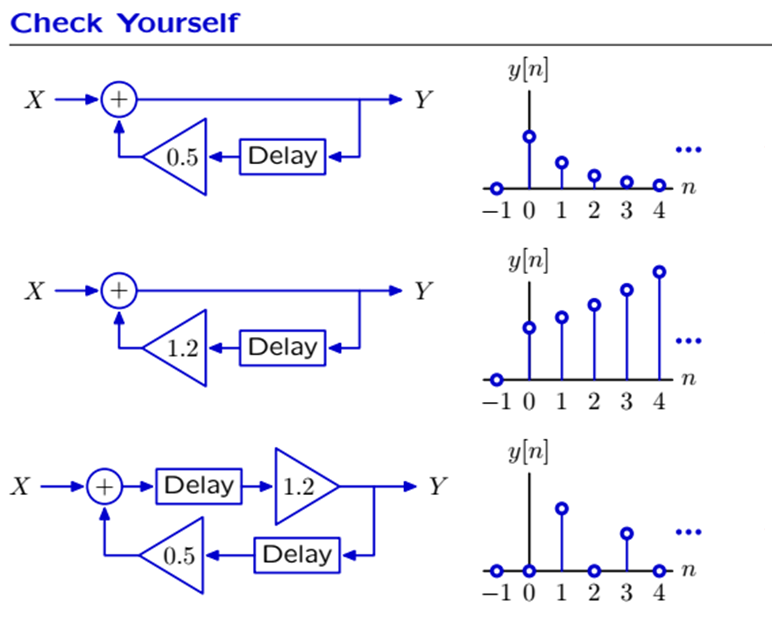 Check Yourself
X + Y
0.5 Delay
y[n]
... n
−1 0 1 2 3 4
X + Y
1.2 Delay
y[n]
... n
−1 0 1 2 3 4
X + Delay 1.2 Y
0.5 Delay
y[n]
... n
−1 0 1 2 3 4